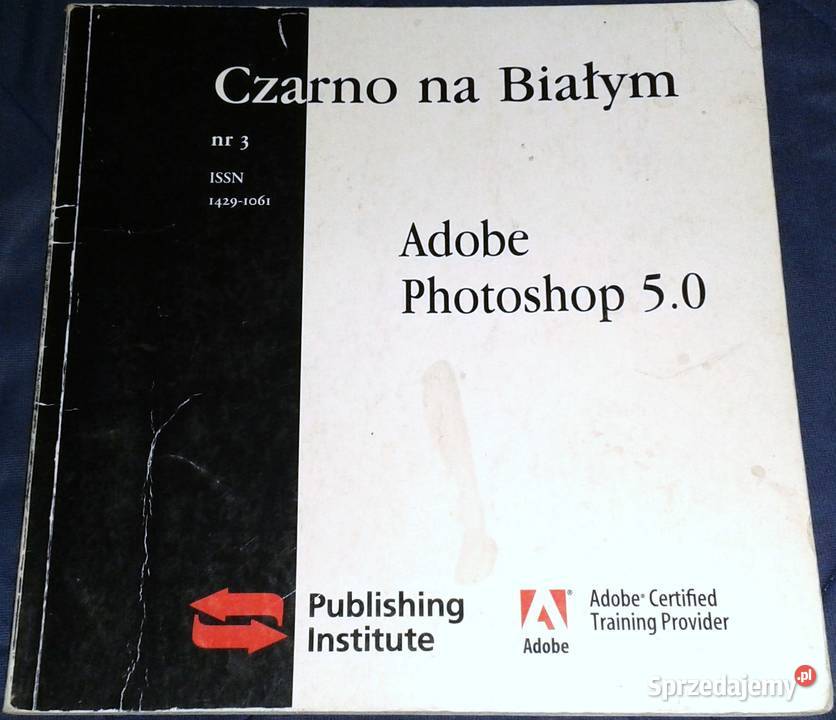 Czarno na Białym
nr 3
ISSN
1429-1061
Adobe
Photoshop 5.0
Publishing
Institute
Adobe
Adobe® Certified
Training Provider
Sprzedajemy.pl